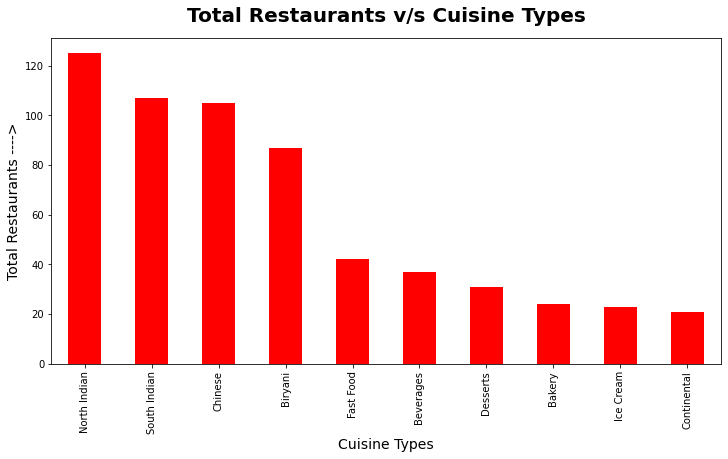 Total Restaurants v/s Cuisine Types
Total Restaurants ---->
120
100
80
60
40
20
0
North Indian
South Indian
Chinese
Biryani
Fast Food
Beverages
Desserts
Bakery
Ice Cream
Continental
Cuisine Types